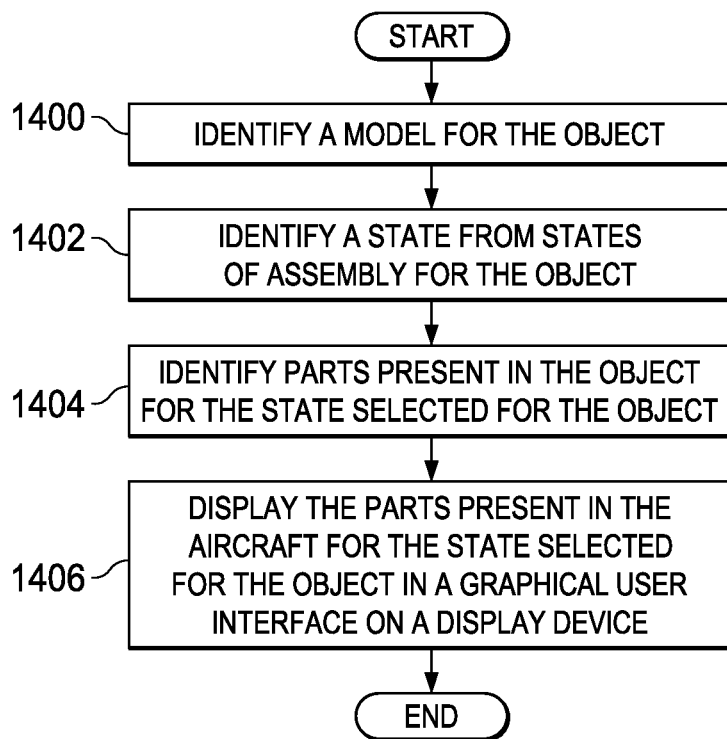 START
1400
IDENTIFY A MODEL FOR THE OBJECT
1402
IDENTIFY A STATE FROM STATES
OF ASSEMBLY FOR THE OBJECT
1404
IDENTIFY PARTS PRESENT IN THE OBJECT
FOR THE STATE SELECTED FOR THE OBJECT
1406
DISPLAY THE PARTS PRESENT IN THE
AIRCRAFT FOR THE STATE SELECTED
FOR THE OBJECT IN A GRAPHICAL USER
INTERFACE ON A DISPLAY DEVICE
END